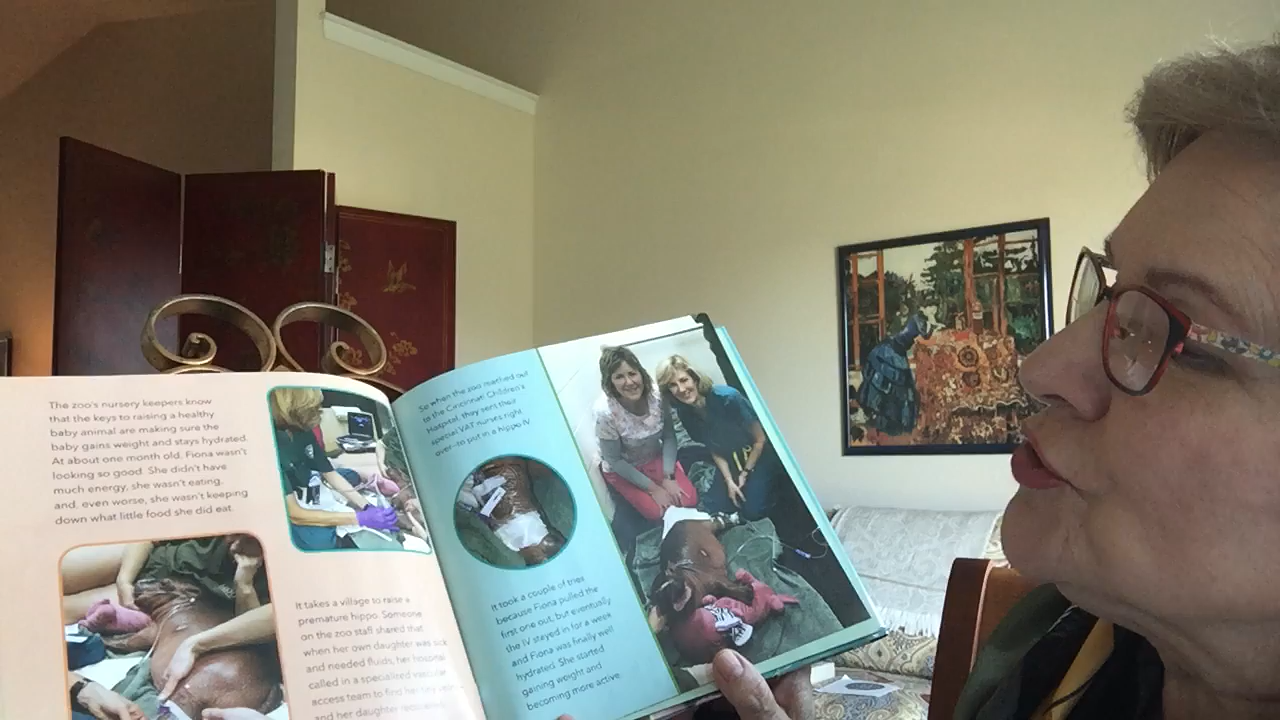 The zoo's nursery keepers know
that the keys to raising a healthy
baby animal are making sure the
baby gains weight and stays hydrated.
At about one month old, Fiona wasn't
looking so good. She didn't have
much energy, she wasn't eating,
and, even worse, she wasn't keeping
down what little food she did eat.
It takes a village to raise a
premature hippo. Someone
on the zoo staff shared that
when her own daughter was sick
and needed fluids, her hospital
called in a specialized vascular
access team to find her tiny veins
and her daughter recovered.
So when the zoo reached out
to the Cincinnati Children's
Hospital, they sent their
special VAT nurses right
over—to put in a hippo IV.
It took a couple of tries
because Fiona pulled the
first one out, but eventually
the IV stayed in for a week
and Fiona was finally well
hydrated. She started
gaining weight and
becoming more active.